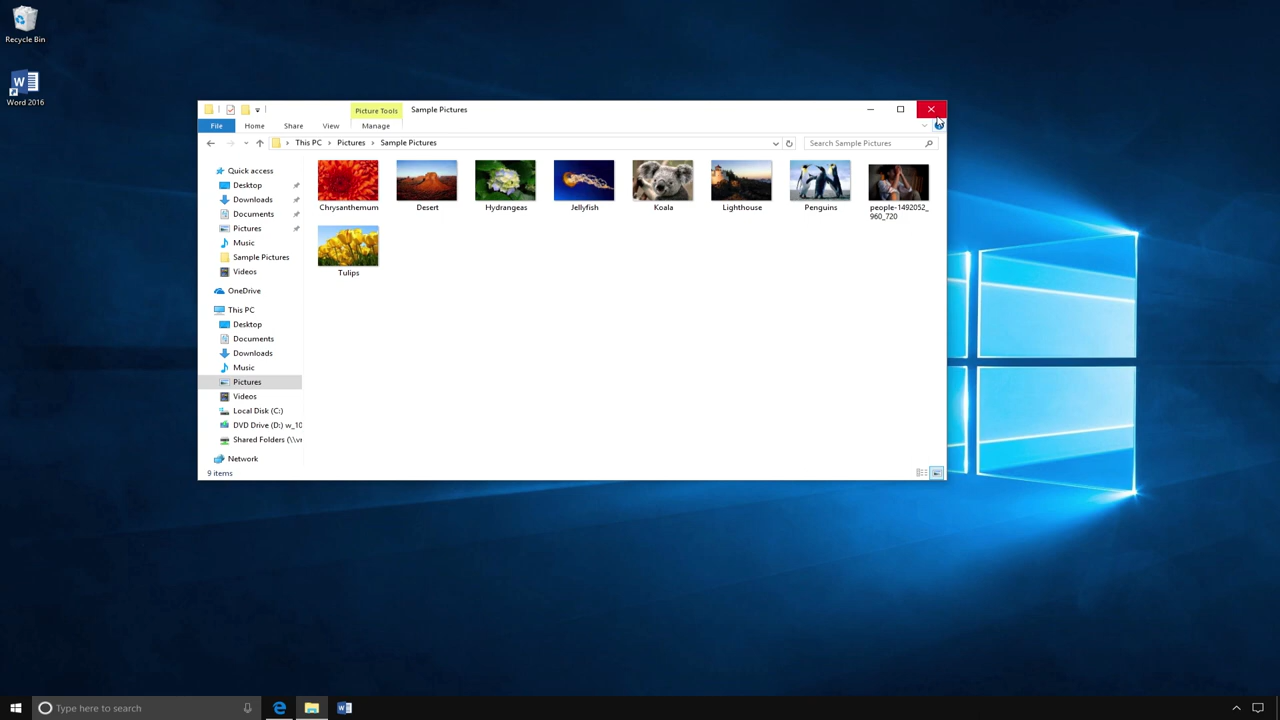 Recycle Bin
Word 2016
Picture Tools
Sample Pictures
File
Home
Share
View
Manage
This PC
Pictures
Sample Pictures
Search Sample Pictures
Quick access
Desktop
Downloads
Documents
Pictures
Music
Sample Pictures
Videos
OneDrive
This PC
Desktop
Documents
Downloads
Music
Pictures
Videos
Local Disk (C:)
DVD Drive (D:) w_10
Shared Folders (\\vr
Network
Chrysanthemum
Desert
Hydrangeas
Jellyfish
Koala
Lighthouse
Penguins
people-1492052_
960_720
Tulips
9 items
Type here to search